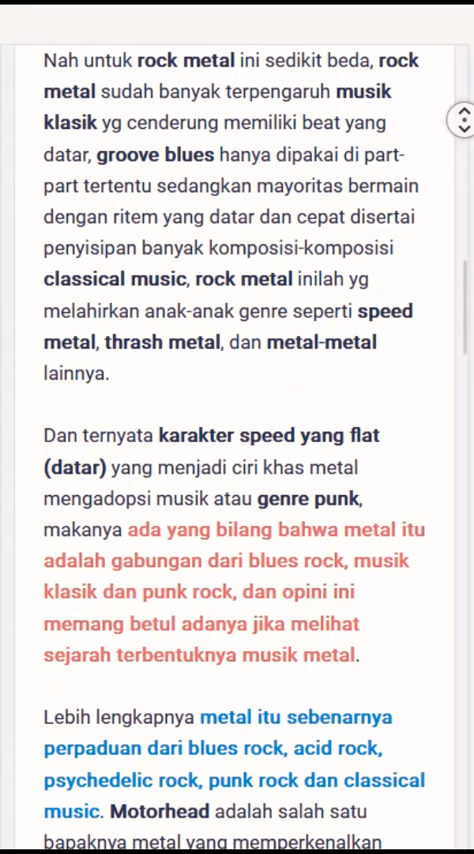 Nah untuk rock metal ini sedikit beda, rock
metal sudah banyak terpengaruh musik
klasik yg cenderung memiliki beat yang
datar, groove blues hanya dipakai di part-
part tertentu sedangkan mayoritas bermain
dengan ritem yang datar dan cepat disertai
penyisipan banyak komposisi-komposisi
classical music, rock metal inilah yg
melahirkan anak-anak genre seperti speed
metal, thrash metal, dan metal-metal
lainnya.
Dan ternyata karakter speed yang flat
(datar) yang menjadi ciri khas metal
mengadopsi musik atau genre punk,
makanya ada yang bilang bahwa metal itu
adalah gabungan dari blues rock, musik
klasik dan punk rock, dan opini ini
memang betul adanya jika melihat
sejarah terbentuknya musik metal.
Lebih lengkapnya metal itu sebenarnya
perpaduan dari blues rock, acid rock,
psychedelic rock, punk rock dan classical
music. Motorhead adalah salah satu
bapaknya metal yang memperkenalkan